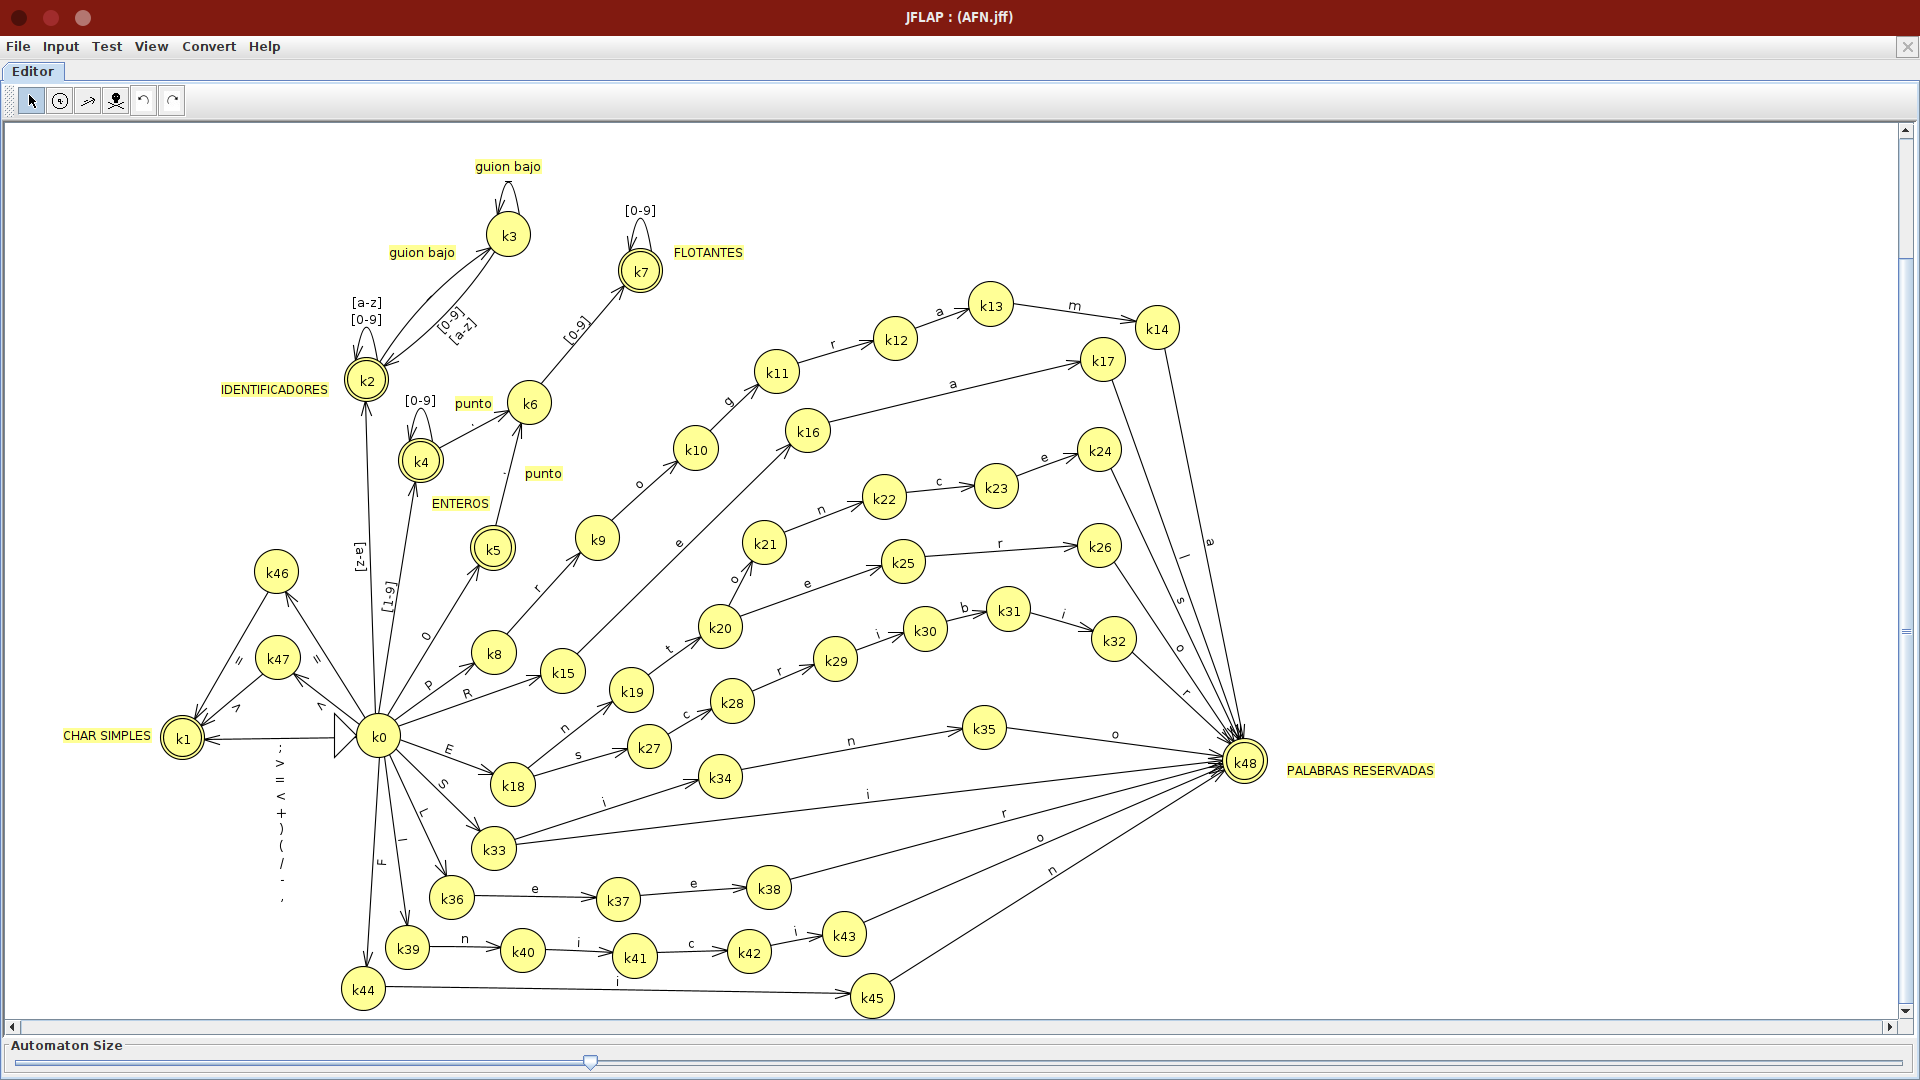 JFLAP : (AFN.jff)
File Input Test View Convert Help
Editor
guion bajo
k3
guion bajo
[0-9]
[a-z]
[0-9]
k7
FLOTANTES
[0-9]
[a-z]
[0-9]
k2
IDENTIFICADORES
[0-9]
k4
punto
.
k6
ENTEROS
.
punto
k5
[a-z]
[1-9]
0
k46
=
=
k47
>
<
CHAR SIMPLES
k1
k0
;
>
=
<
+
)
(
/
-
,
P
k8
r
k9
o
k10
g
k11
r
k12
a
k13
m
k14
a
R
k15
e
k16
a
k17
l
E
k18
n
k19
t
k20
o
k21
n
k22
c
k23
e
k24
s
e
k25
r
k26
o
s
k27
c
k28
r
k29
i
k30
b
k31
i
k32
r
S
k33
i
k34
n
k35
o
i
k48
PALABRAS RESERVADAS
L
k36
e
k37
e
k38
r
I
k39
n
k40
i
k41
c
k42
i
k43
o
F
k44
i
k45
n
Automaton Size